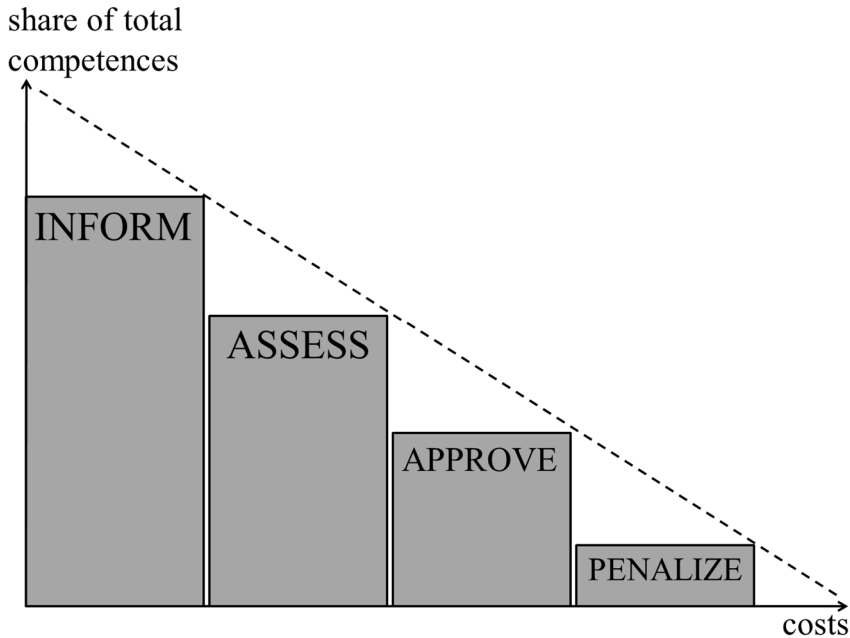 share of total
competences
INFORM
ASSESS
APPROVE
PENALIZE
costs